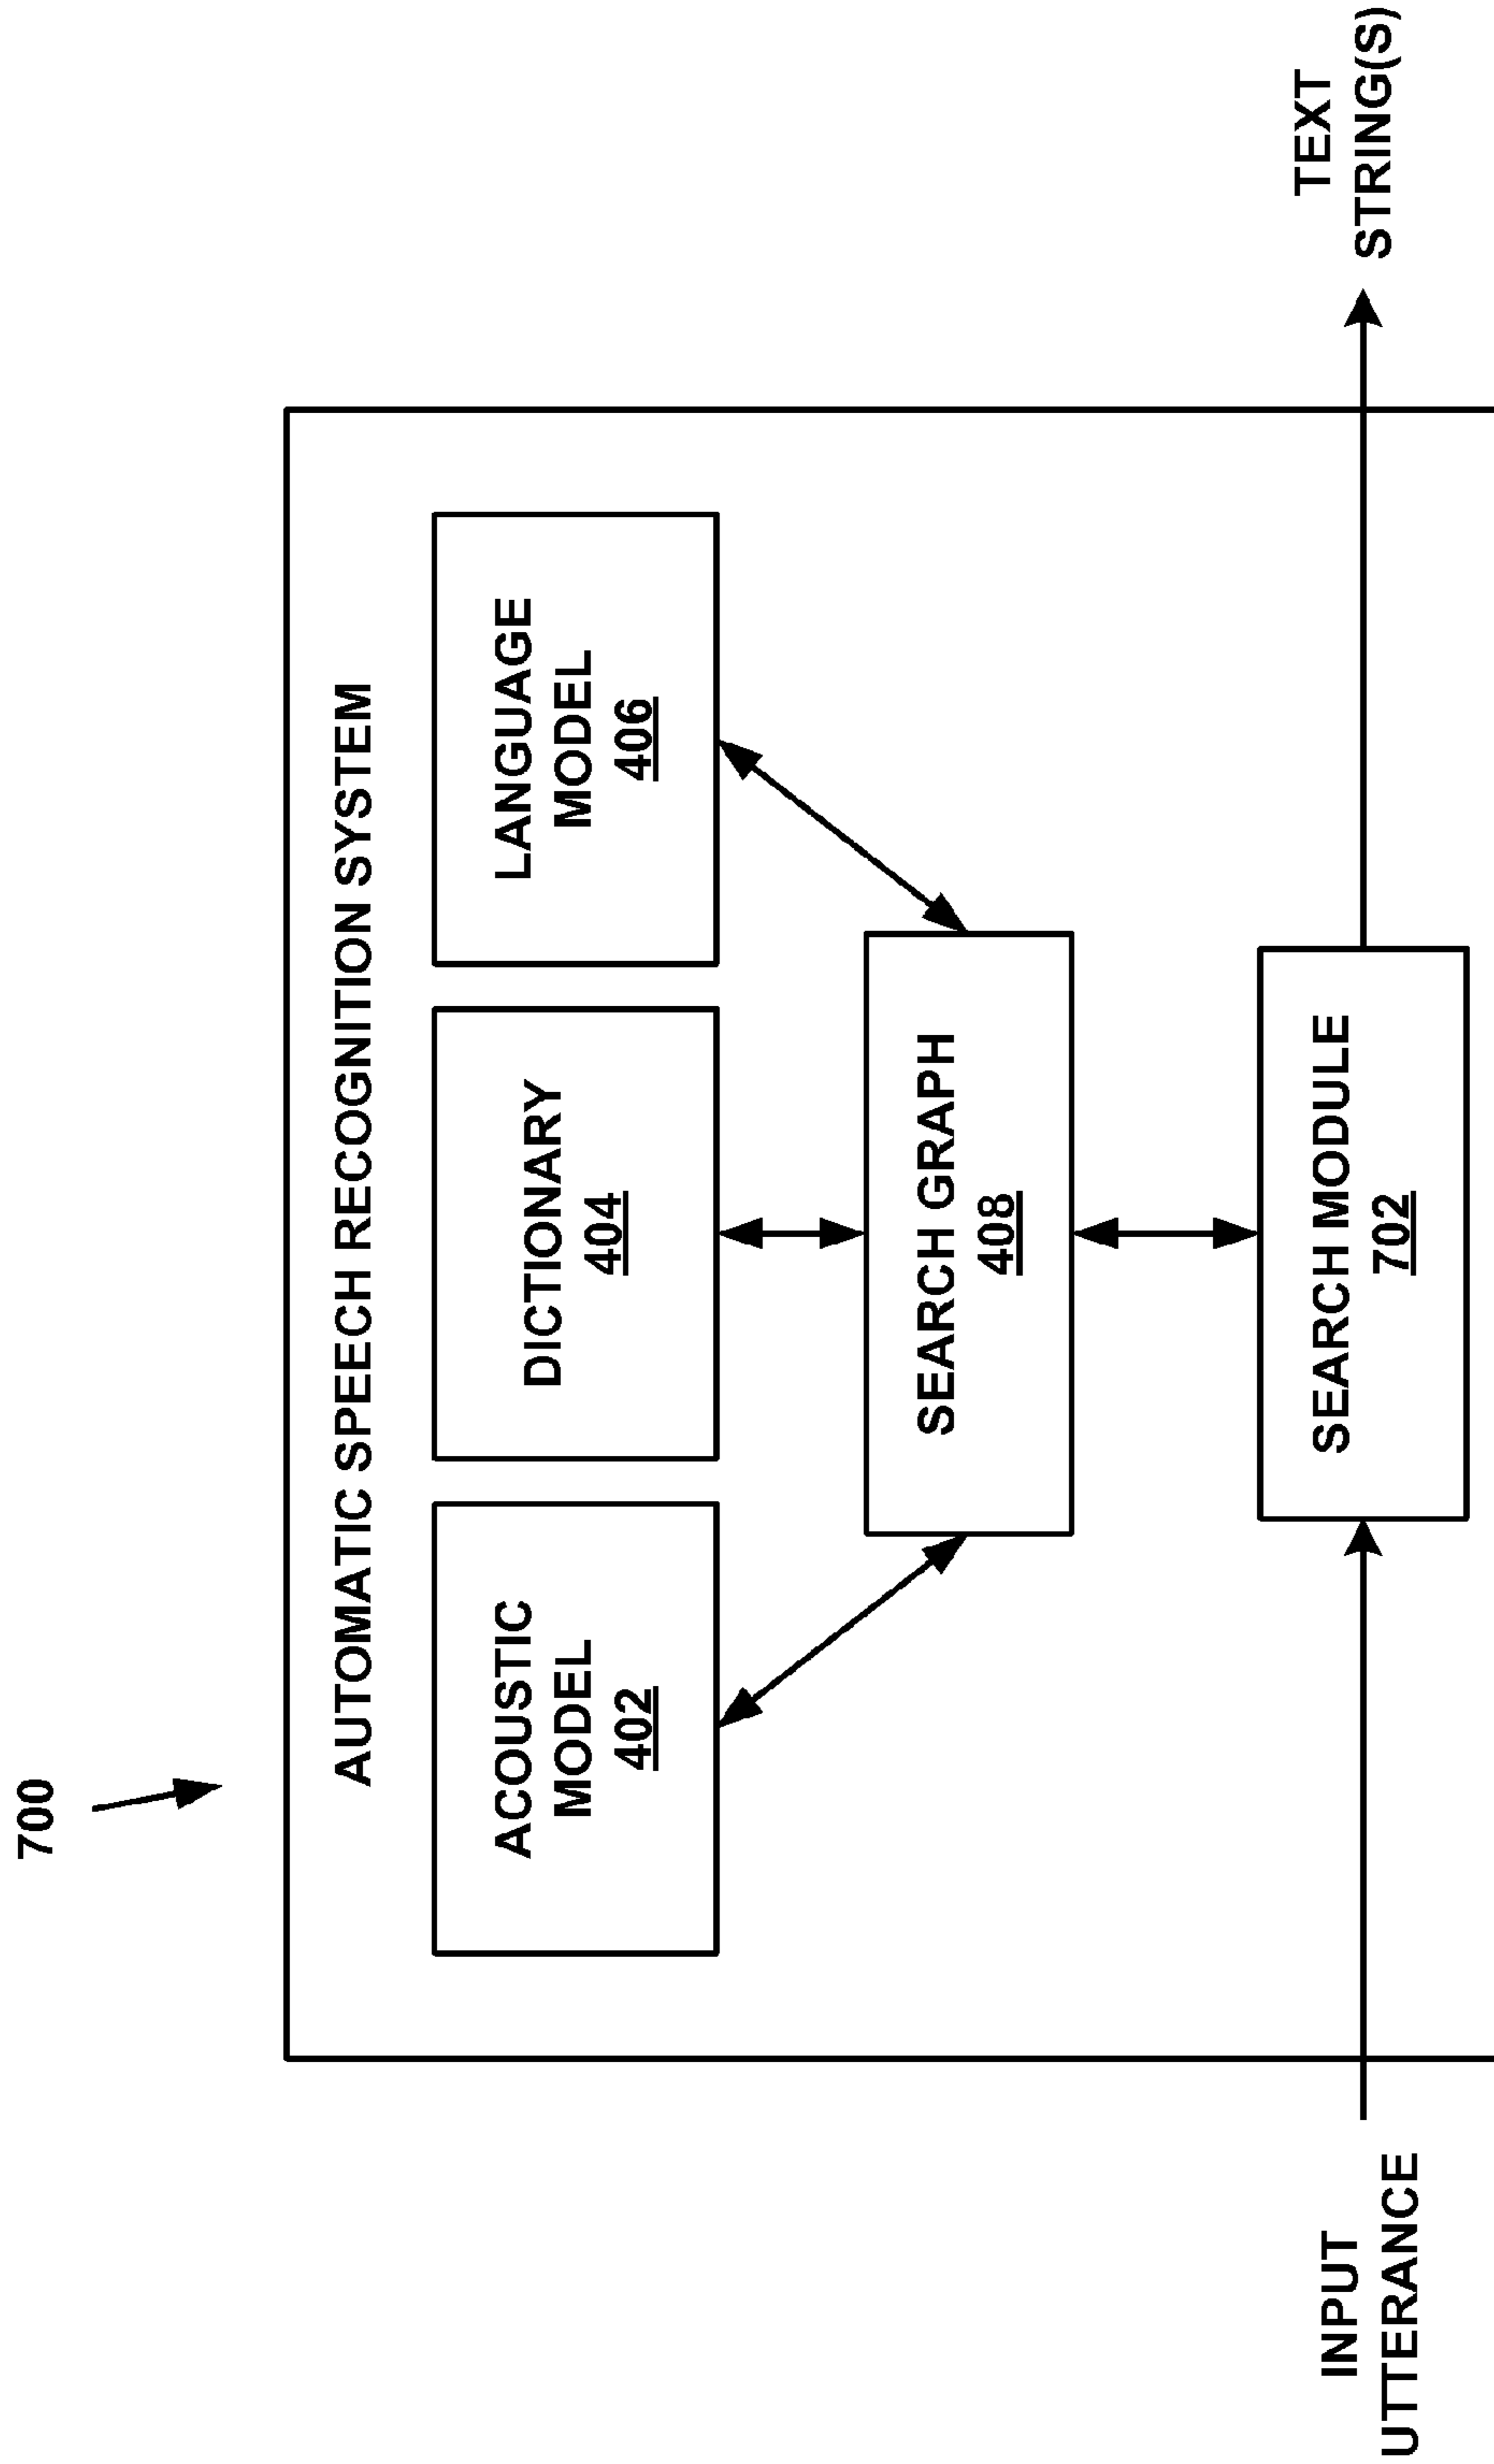 700
AUTOMATIC SPEECH RECOGNITION SYSTEM
ACOUSTIC
MODEL
402
DICTIONARY
404
LANGUAGE
MODEL
406
SEARCH GRAPH
408
INPUT
UTTERANCE
SEARCH MODULE
702
TEXT
STRING(S)